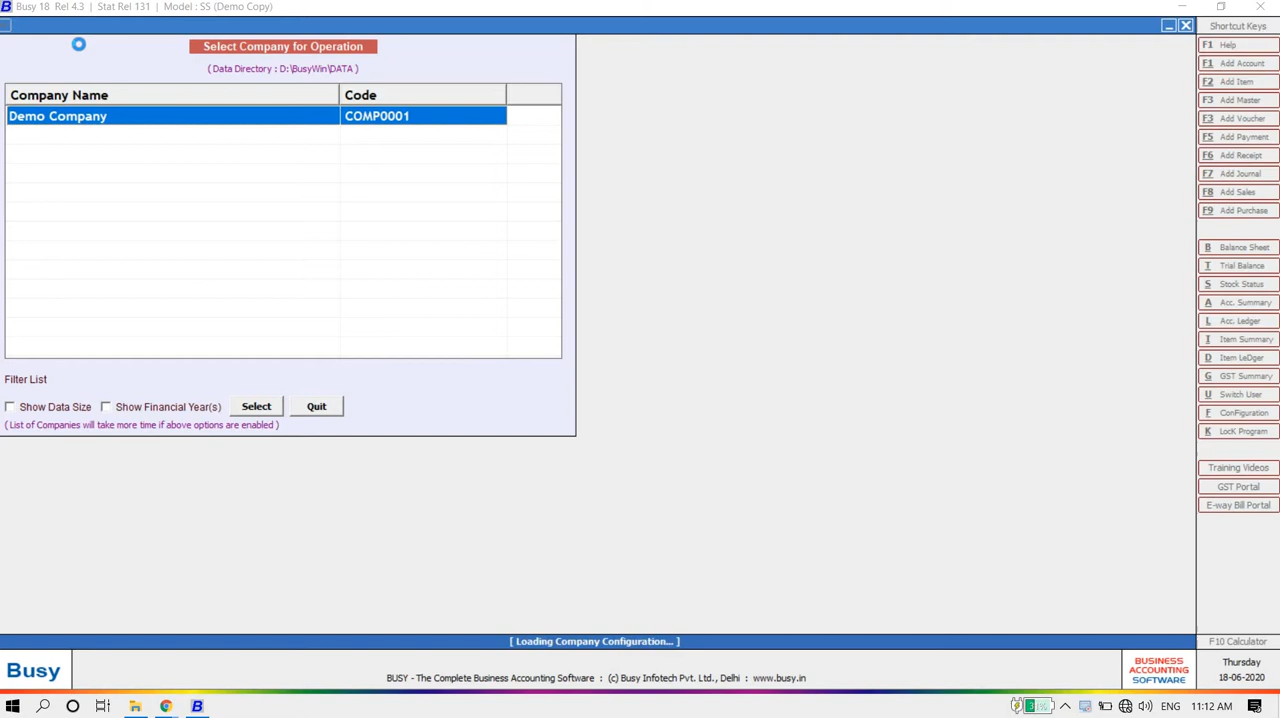 Busy 18 Rel 4.3 | Stat Rel 131 | Model : SS (Demo Copy)
Shortcut Keys
Select Company for Operation
( Data Directory : D:\BusyWin\DATA )
Company Name Code
Demo Company COMP0001
Filter List
Show Data Size Show Financial Year(s) Select Quit
( List of Companies will take more time if above options are enabled )
F1 Help
F1 Add Account
F2 Add Item
F3 Add Master
F3 Add Voucher
F5 Add Payment
F6 Add Receipt
F7 Add Journal
F8 Add Sales
F9 Add Purchase
B Balance Sheet
T Trial Balance
S Stock Status
A Acc. Summary
L Acc. Ledger
I Item Summary
D Item LeDger
G GST Summary
U Switch User
F ConFiguration
K LocK Program
Training Videos
GST Portal
E-way Bill Portal
[ Loading Company Configuration... ]
F10 Calculator
Busy
BUSY - The Complete Business Accounting Software : (c) Busy Infotech Pvt. Ltd., Delhi : www.busy.in
BUSINESS
ACCOUNTING
SOFTWARE
Thursday
18-06-2020
ENG 11:12 AM